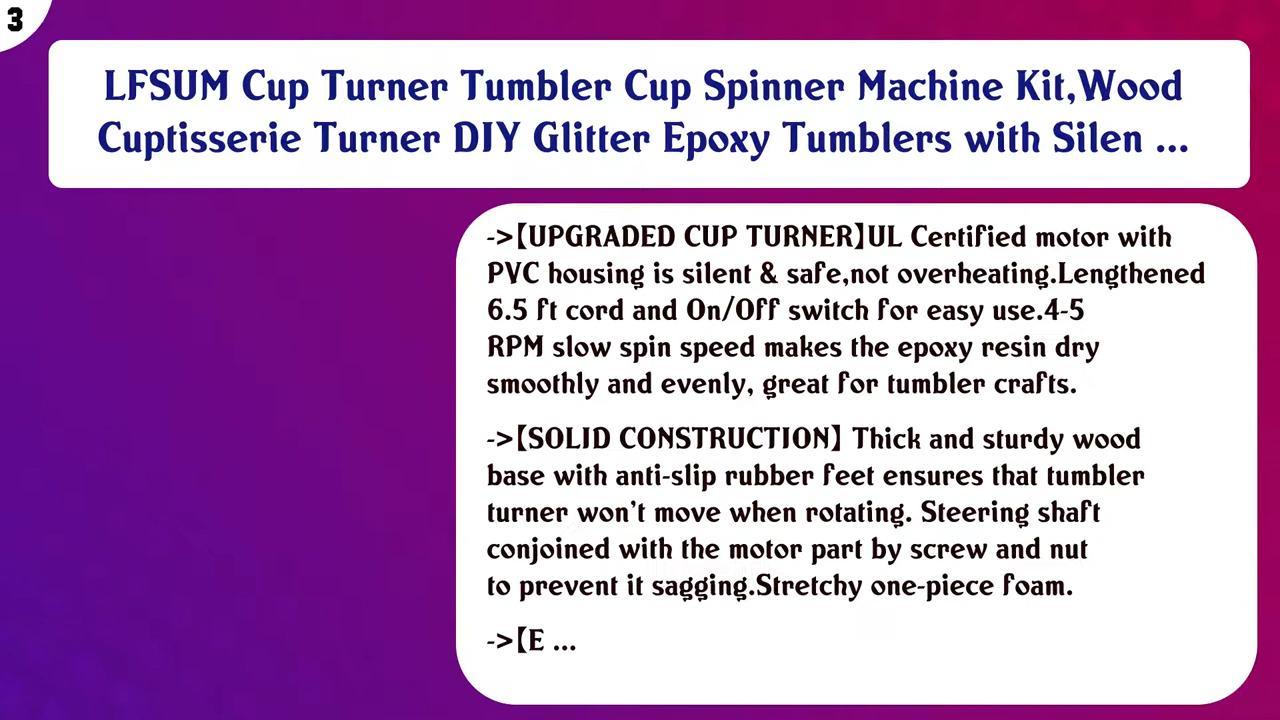 3
LFSUM Cup Turner Tumbler Cup Spinner Machine Kit,Wood
Cuptisserie Turner DIY Glitter Epoxy Tumblers with Silen ...
->【UPGRADED CUP TURNER】UL Certified motor with
PVC housing is silent & safe,not overheating.Lengthened
6.5 ft cord and On/Off switch for easy use.4-5
RPM slow spin speed makes the epoxy resin dry
smoothly and evenly, great for tumbler crafts.
->【SOLID CONSTRUCTION】 Thick and sturdy wood
base with anti-slip rubber feet ensures that tumbler
turner won't move when rotating. Steering shaft
conjoined with the motor part by screw and nut
to prevent it sagging.Stretchy one-piece foam.
->【E ...